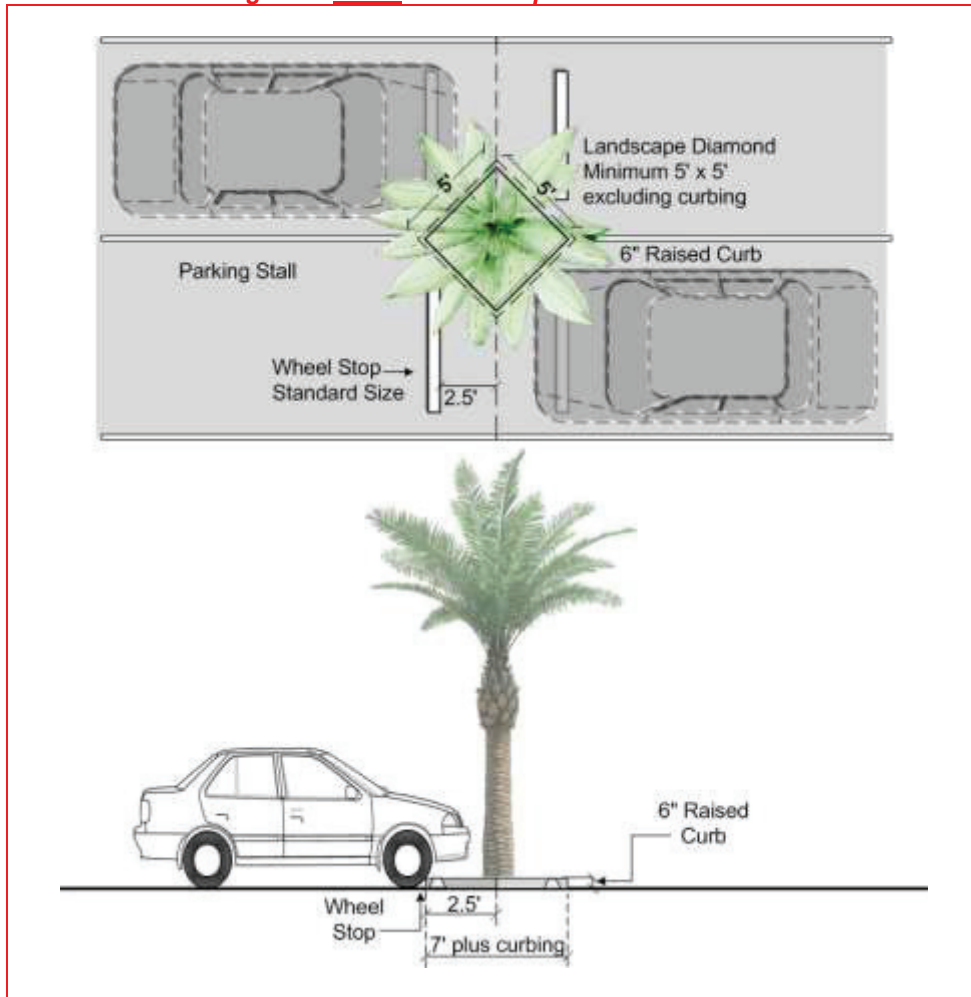 Landscape Diamond
Minimum 5' x 5'
excluding curbing
5'
5'
6" Raised Curb
Parking Stall
Wheel Stop
Standard Size
2.5'
6" Raised
Curb
Wheel
Stop
2.5'
7' plus curbing